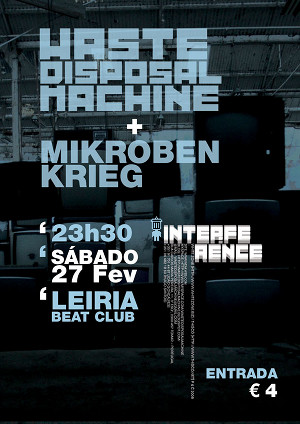 WASTE
DISPOSAL
MACHINE
+
MIKROBEN
KRIEG
23h30
SÁBADO
27 Fev
LEIRIA
BEAT CLUB
INTERFE
RENCE
ENTRADA
€ 4